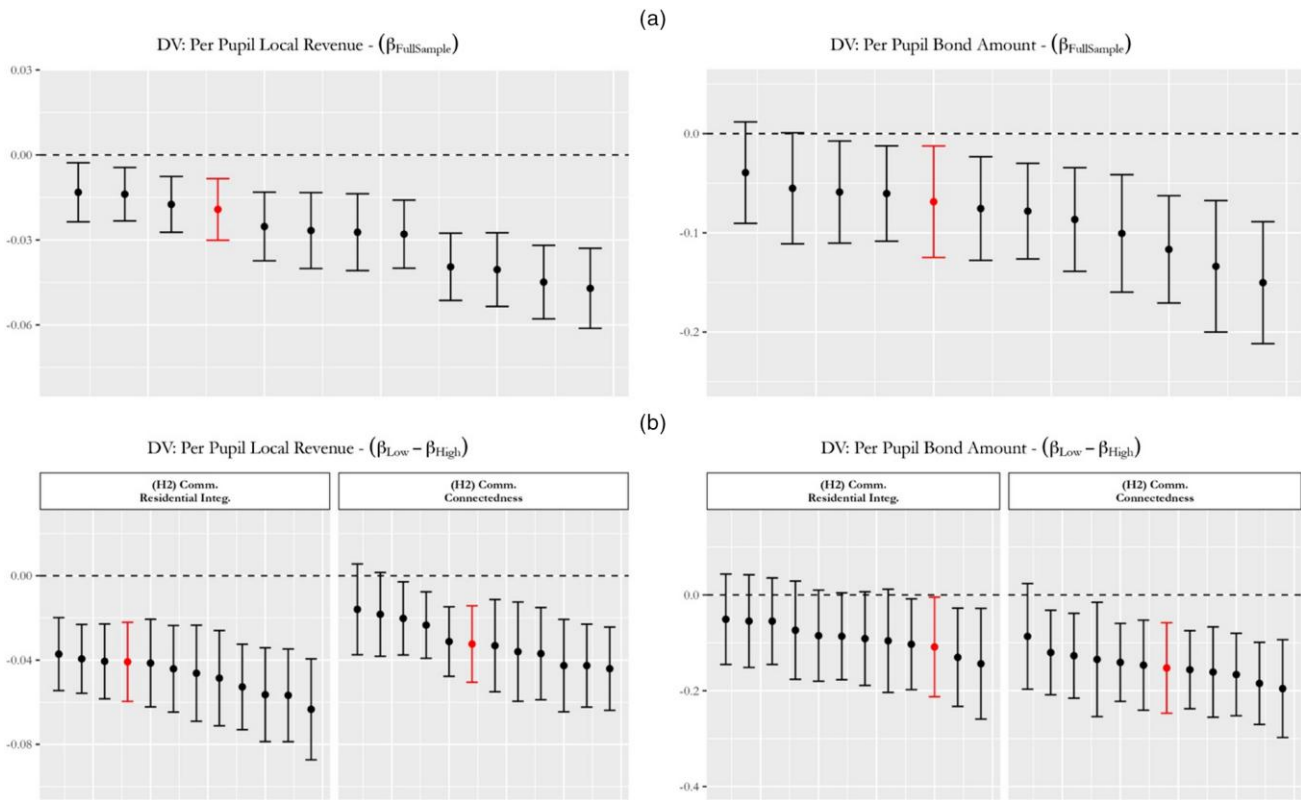 (a)
DV: Per Pupil Local Revenue - (βFullSample)
DV: Per Pupil Bond Amount - (βFullSample)
0.03
0.00
-0.03
-0.06
0.0
-0.1
-0.2
(b)
DV: Per Pupil Local Revenue - (βLow – βHigh)
DV: Per Pupil Bond Amount - (βLow – βHigh)
(H2) Comm.
Residential Integ.
(H2) Comm.
Connectedness
(H2) Comm.
Residential Integ.
(H2) Comm.
Connectedness
0.00
-0.04
-0.08
0.0
-0.2
-0.4